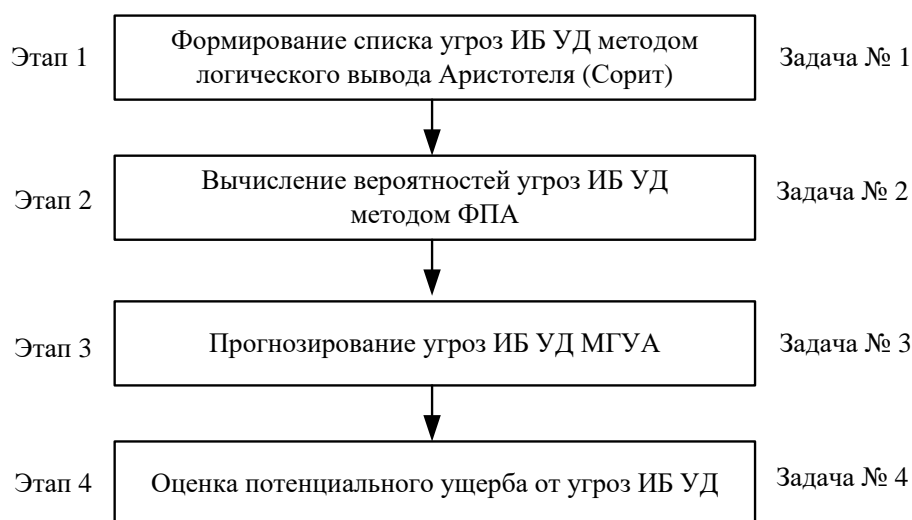 Этап 1
Формирование списка угроз ИБ УД методом
логического вывода Аристотеля (Сорит)
Задача № 1
Этап 2
Вычисление вероятностей угроз ИБ УД
методом ФПА
Задача № 2
Этап 3
Прогнозирование угроз ИБ УД МГУА
Задача № 3
Этап 4
Оценка потенциального ущерба от угроз ИБ УД
Задача № 4